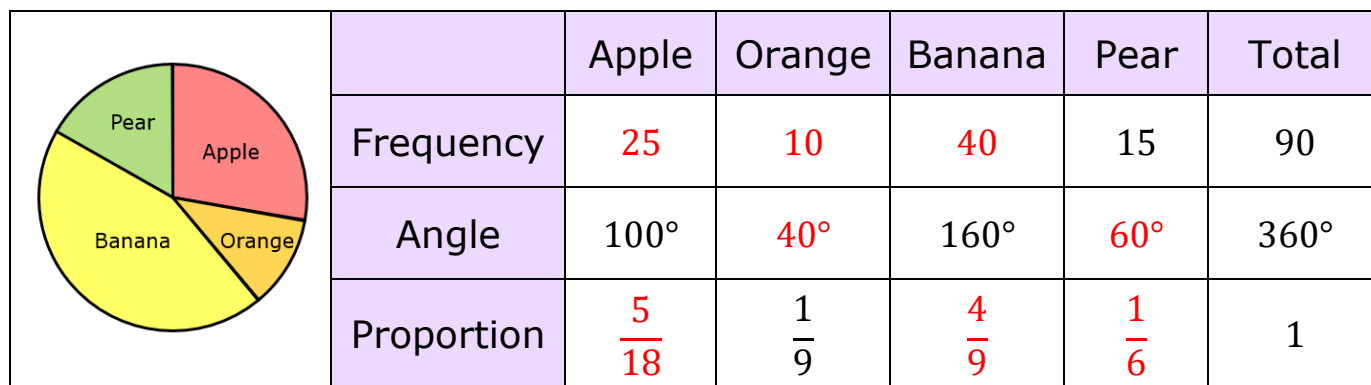 Pear
Apple
Banana
Orange
Apple Orange Banana Pear Total
Frequency 25 10 40 15 90
Angle 100° 40° 160° 60° 360°
Proportion 5/18 1/9 4/9 1/6 1